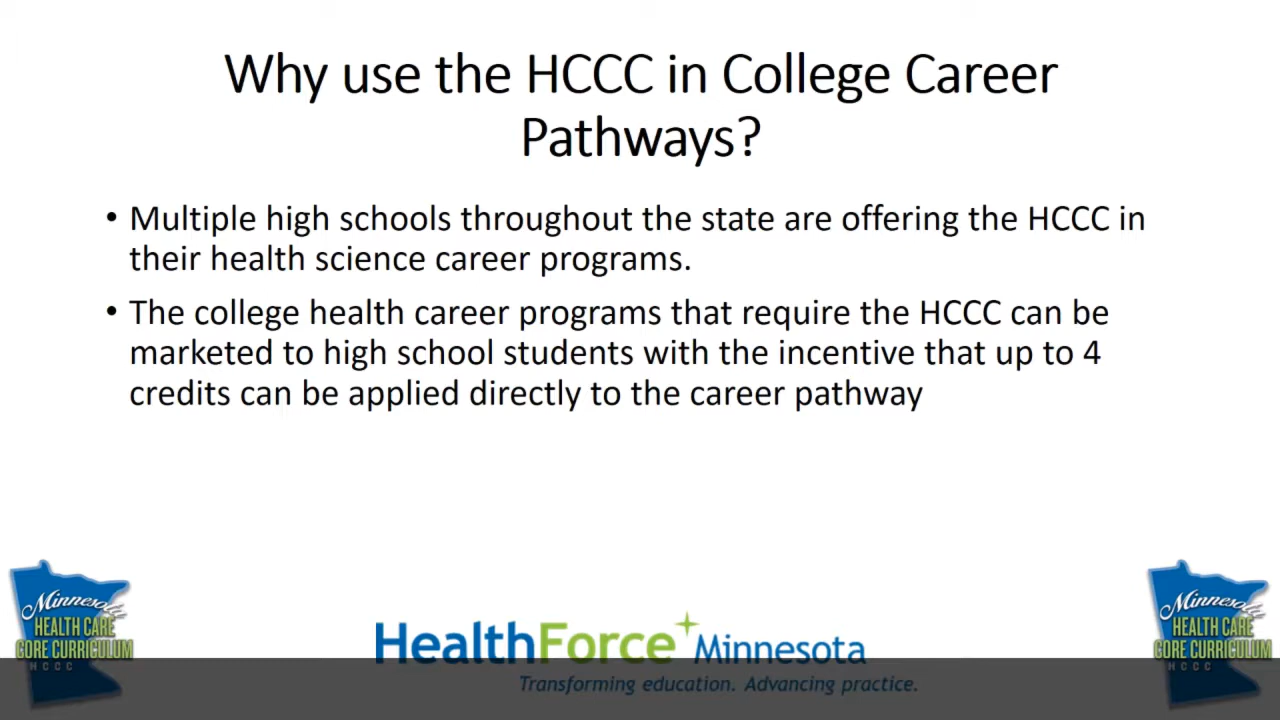 Why use the HCCC in College Career
Pathways?
• Multiple high schools throughout the state are offering the HCCC in
their health science career programs.
• The college health career programs that require the HCCC can be
marketed to high school students with the incentive that up to 4
credits can be applied directly to the career pathway
Minnesota
HEALTH CARE
CORE CURRICULUM
HCCC
HealthForce Minnesota
Transforming education. Advancing practice.
Minnesota
HEALTH CARE
CORE CURRICULUM
HCCC